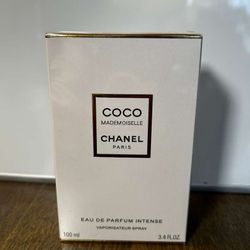 COCO
MADEMOISELLE
CHANEL
PARIS
EAU DE PARFUM INTENSE
VAPORISATEUR SPRAY
100 ml 3.4 FL.OZ